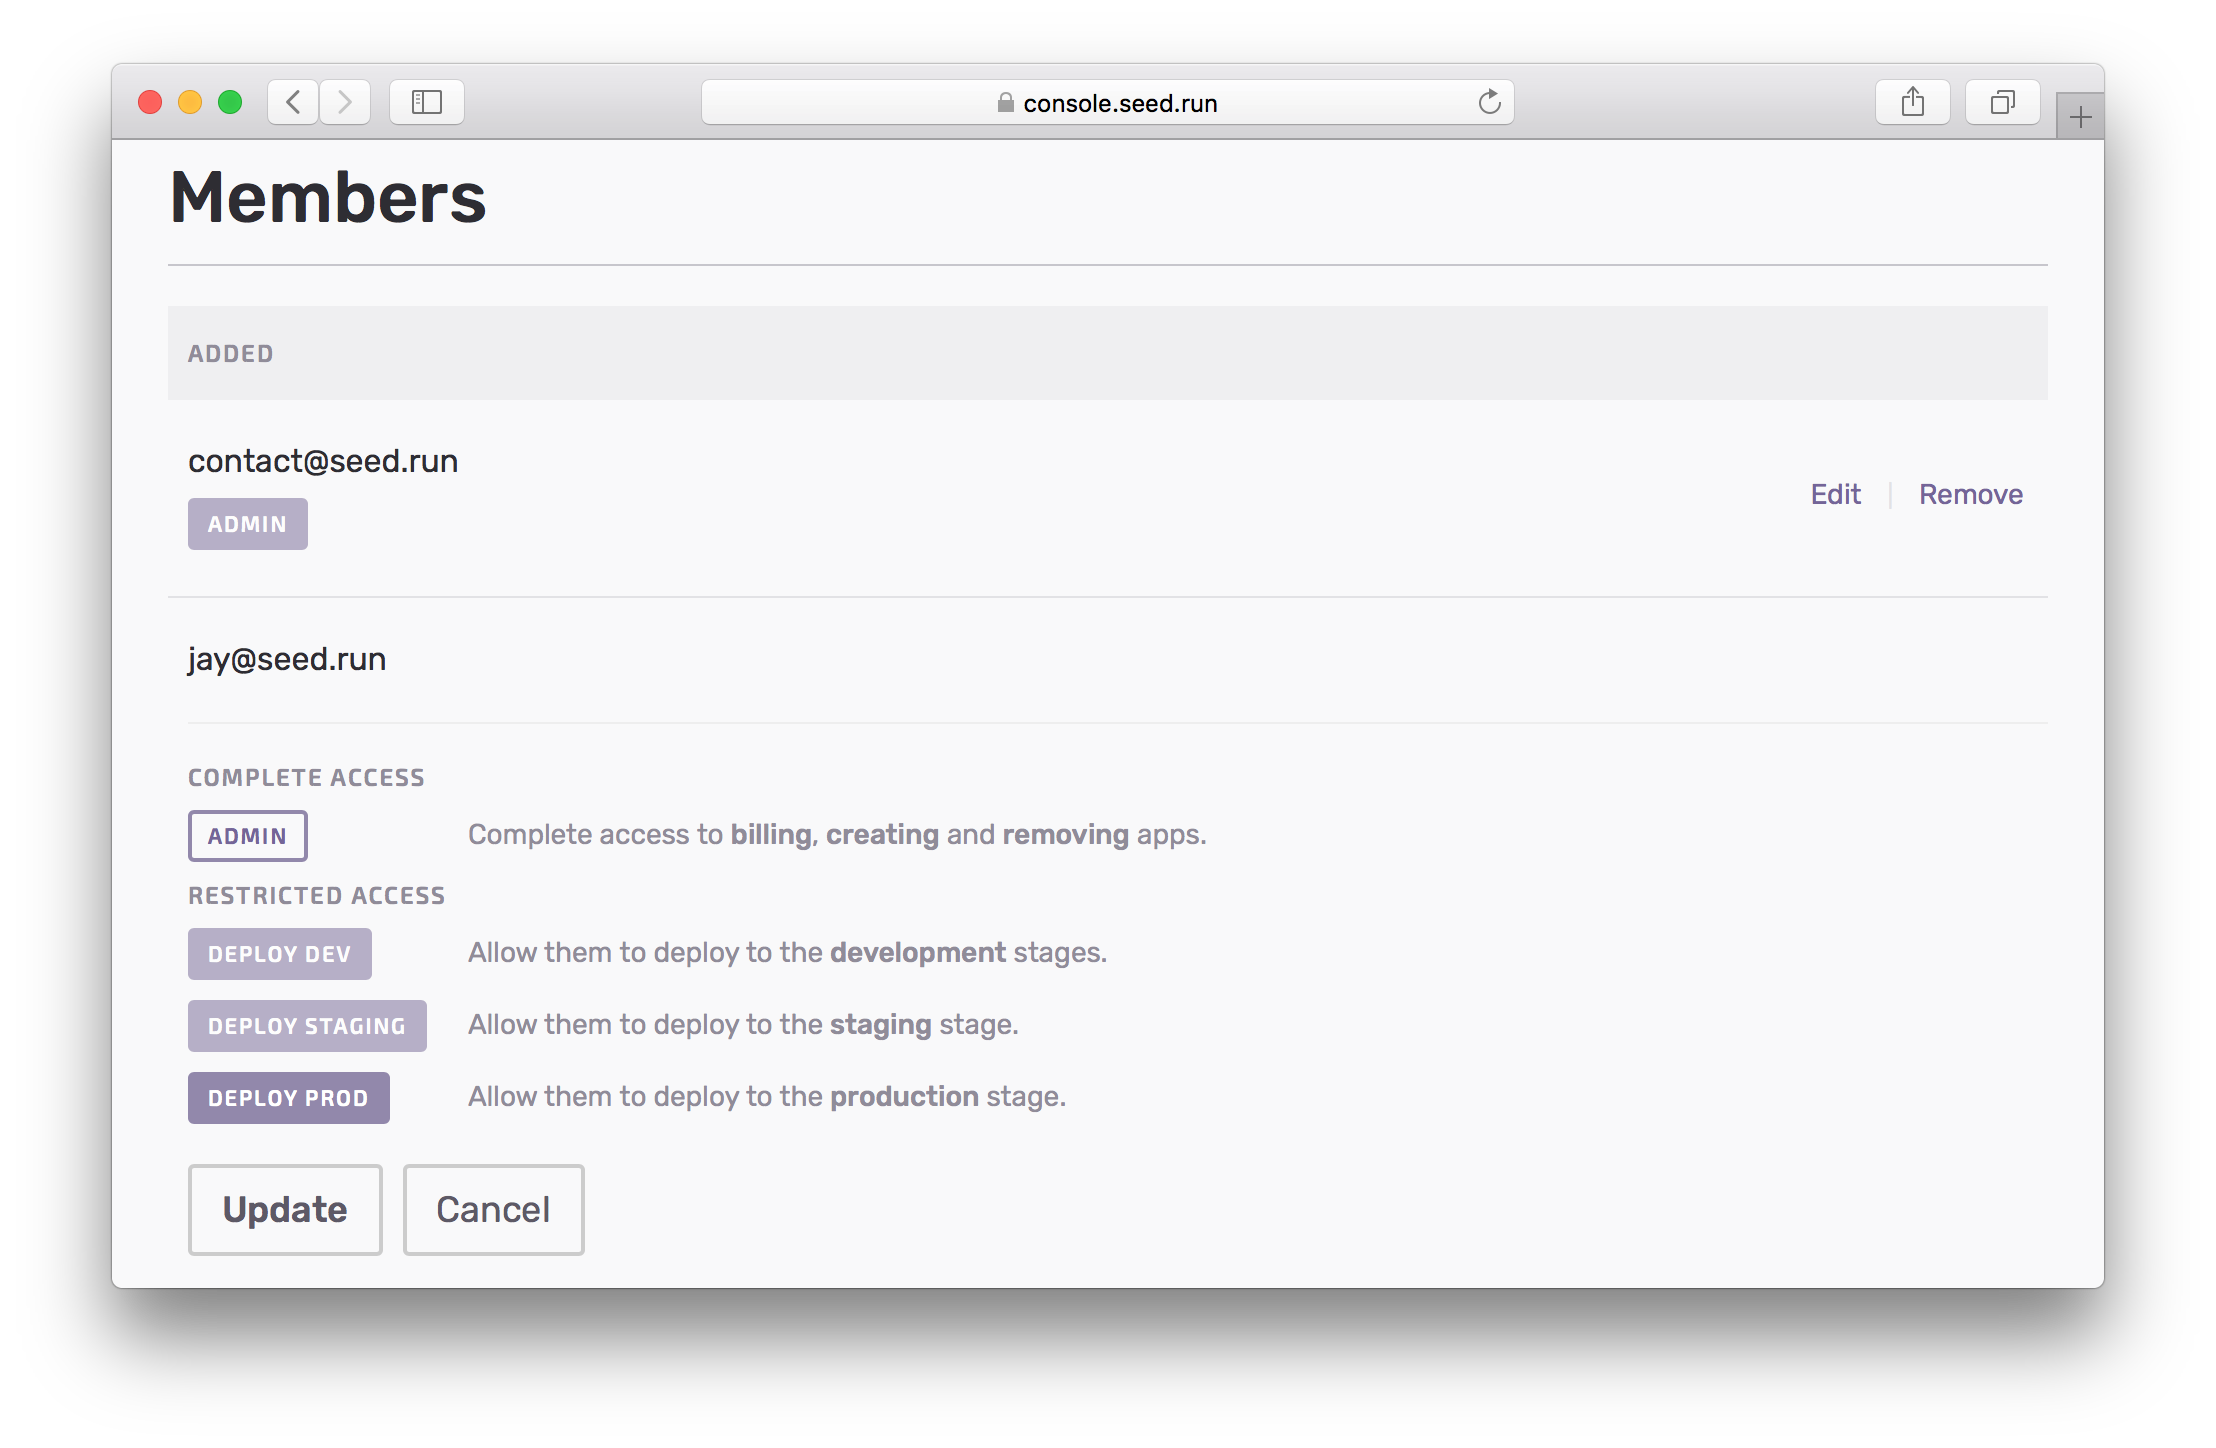 console.seed.run
Members
ADDED
contact@seed.run
ADMIN
Edit | Remove
jay@seed.run
COMPLETE ACCESS
ADMIN Complete access to billing, creating and removing apps.
RESTRICTED ACCESS
DEPLOY DEV Allow them to deploy to the development stages.
DEPLOY STAGING Allow them to deploy to the staging stage.
DEPLOY PROD Allow them to deploy to the production stage.
Update Cancel